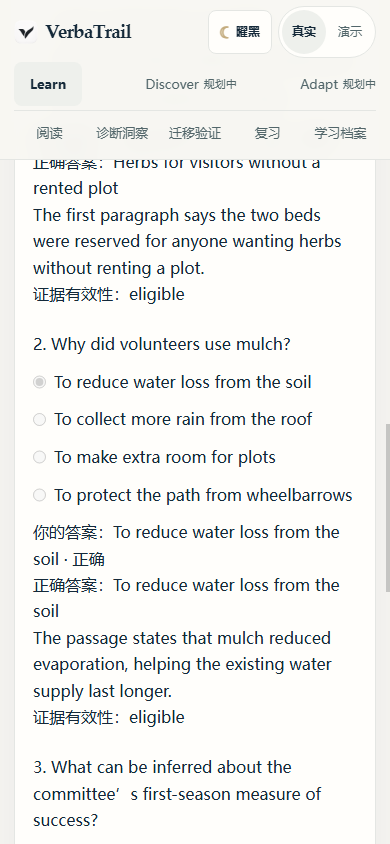 VerbaTrail
曜黑
真实
演示
Learn
Discover 规划中
Adapt 规划中
阅读
诊断洞察
迁移验证
复习
学习档案
正确答案：Herbs for visitors without a
rented plot
The first paragraph says the two beds
were reserved for anyone wanting herbs
without renting a plot.
证据有效性：eligible
2. Why did volunteers use mulch?
To reduce water loss from the soil
To collect more rain from the roof
To make extra room for plots
To protect the path from wheelbarrows
你的答案：To reduce water loss from the
soil · 正确
正确答案：To reduce water loss from the
soil
The passage states that mulch reduced
evaporation, helping the existing water
supply last longer.
证据有效性：eligible
3. What can be inferred about the
committee’s first-season measure of
success?